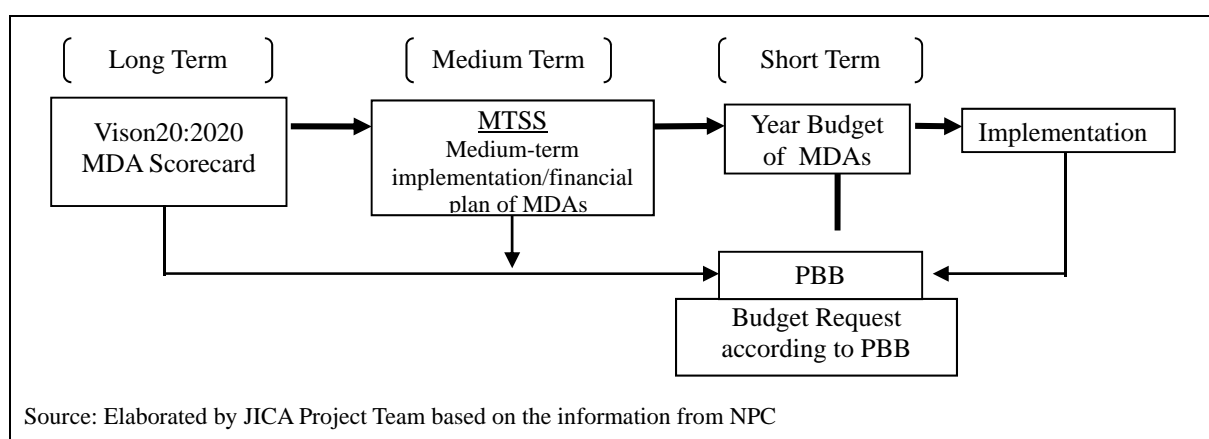 Long Term
Medium Term
Short Term
Vison20:2020
MDA Scorecard
MTSS
Medium-term
implementation/financial
plan of MDAs
Year Budget
of MDAs
Implementation
PBB
Budget Request
according to PBB
Source: Elaborated by JICA Project Team based on the information from NPC